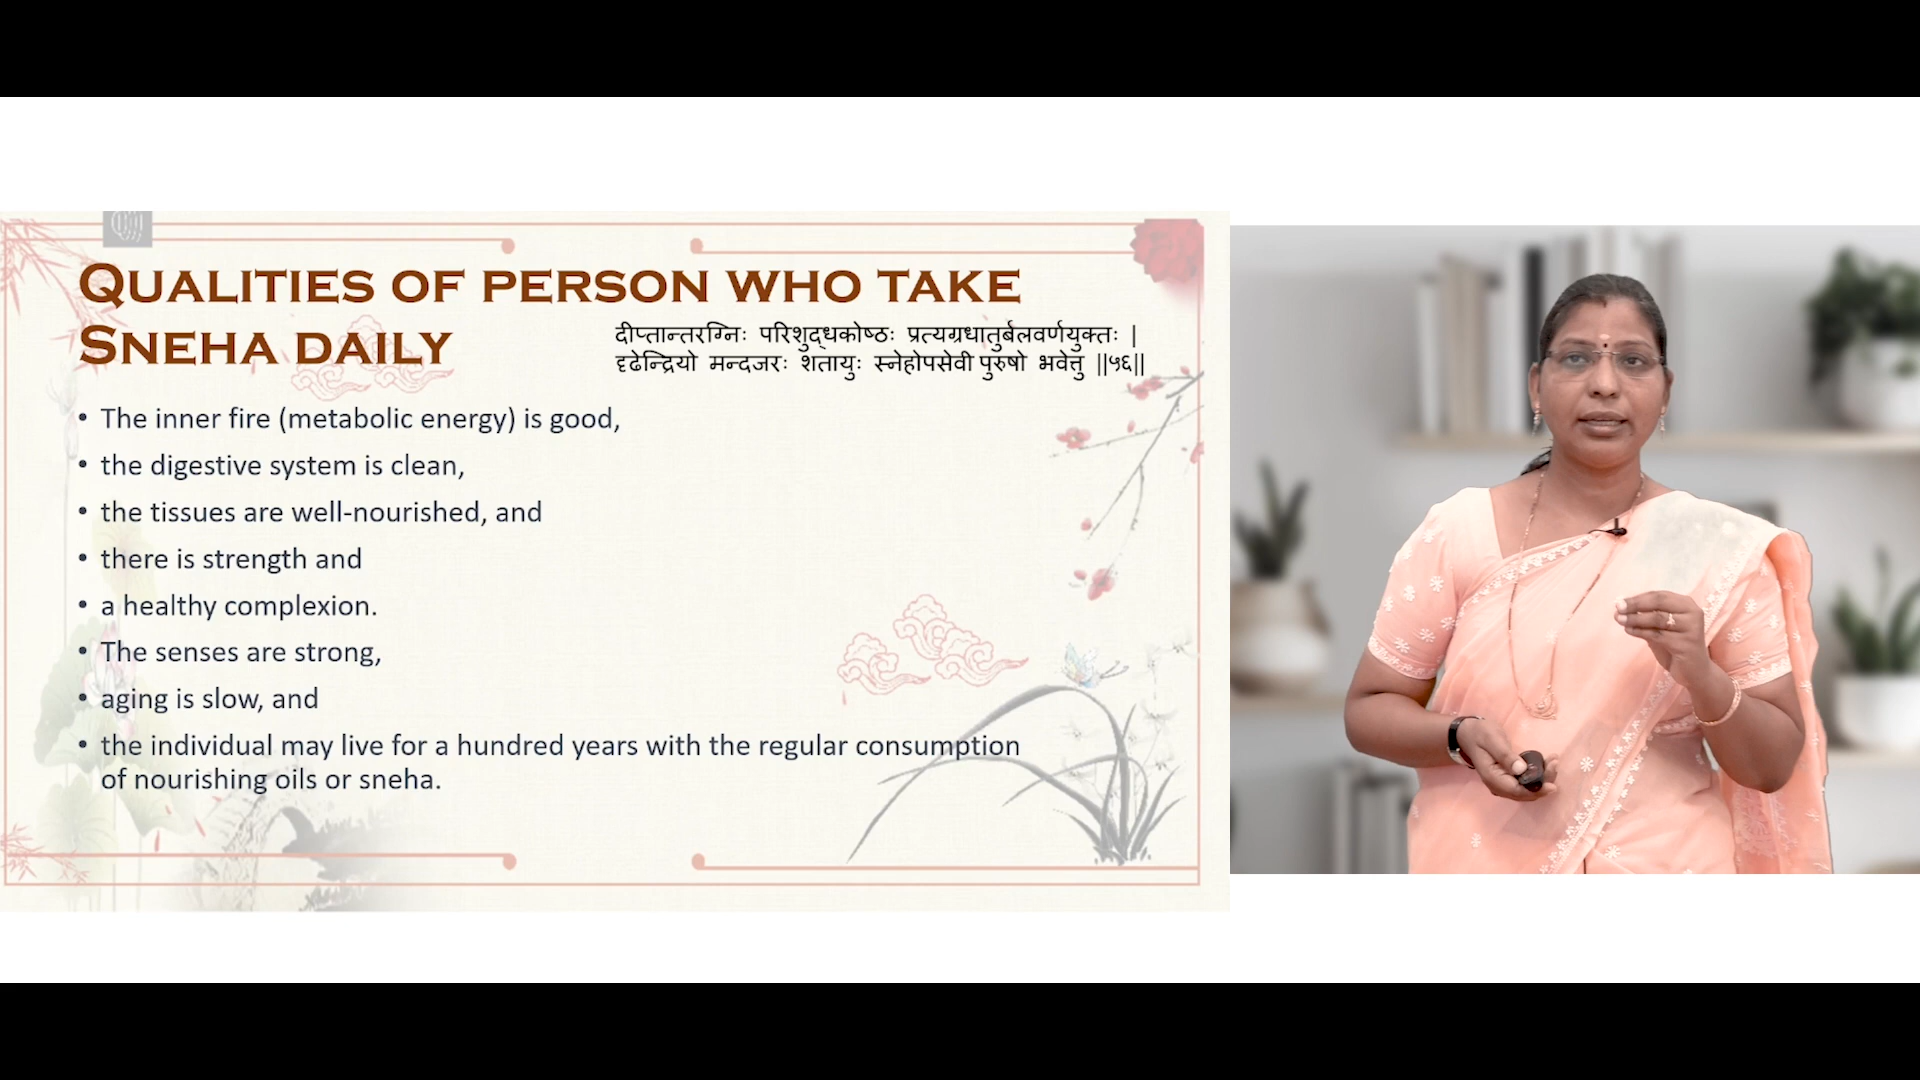 QUALITIES OF PERSON WHO TAKE
SNEHA DAILY
दीप्तान्तरग्निः परिशुद्धकोष्ठः प्रत्यग्रधातुर्बलवर्णयुक्तः |
दृढेन्द्रियो मन्दजरः शतायुः स्नेहोपसेवी पुरुषो भवेत्तु ||५६||
• The inner fire (metabolic energy) is good,
• the digestive system is clean,
• the tissues are well-nourished, and
• there is strength and
• a healthy complexion.
• The senses are strong,
• aging is slow, and
• the individual may live for a hundred years with the regular consumption
of nourishing oils or sneha.